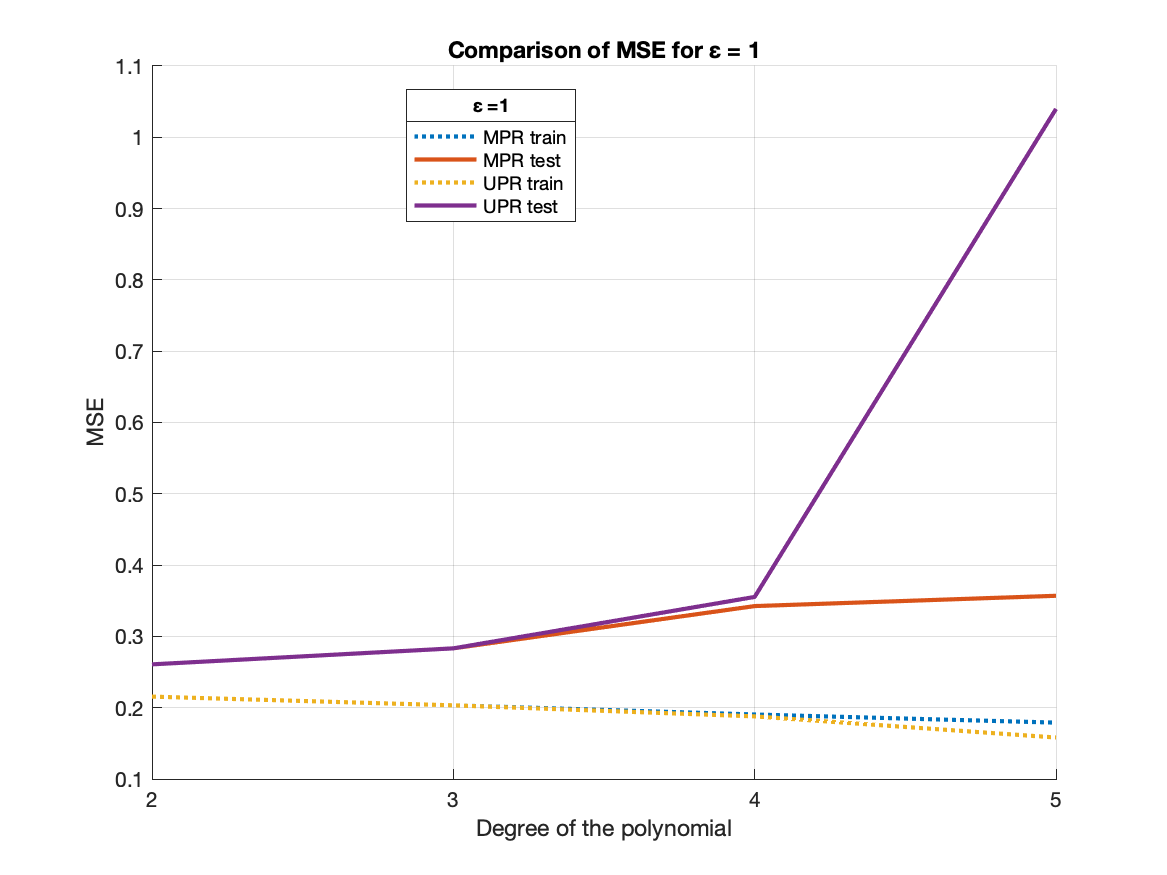 Comparison of MSE for ε = 1
1.1
1
0.9
0.8
0.7
0.6
0.5
0.4
0.3
0.2
0.1
MSE
ε =1
MPR train
MPR test
UPR train
UPR test
2 3 4 5
Degree of the polynomial